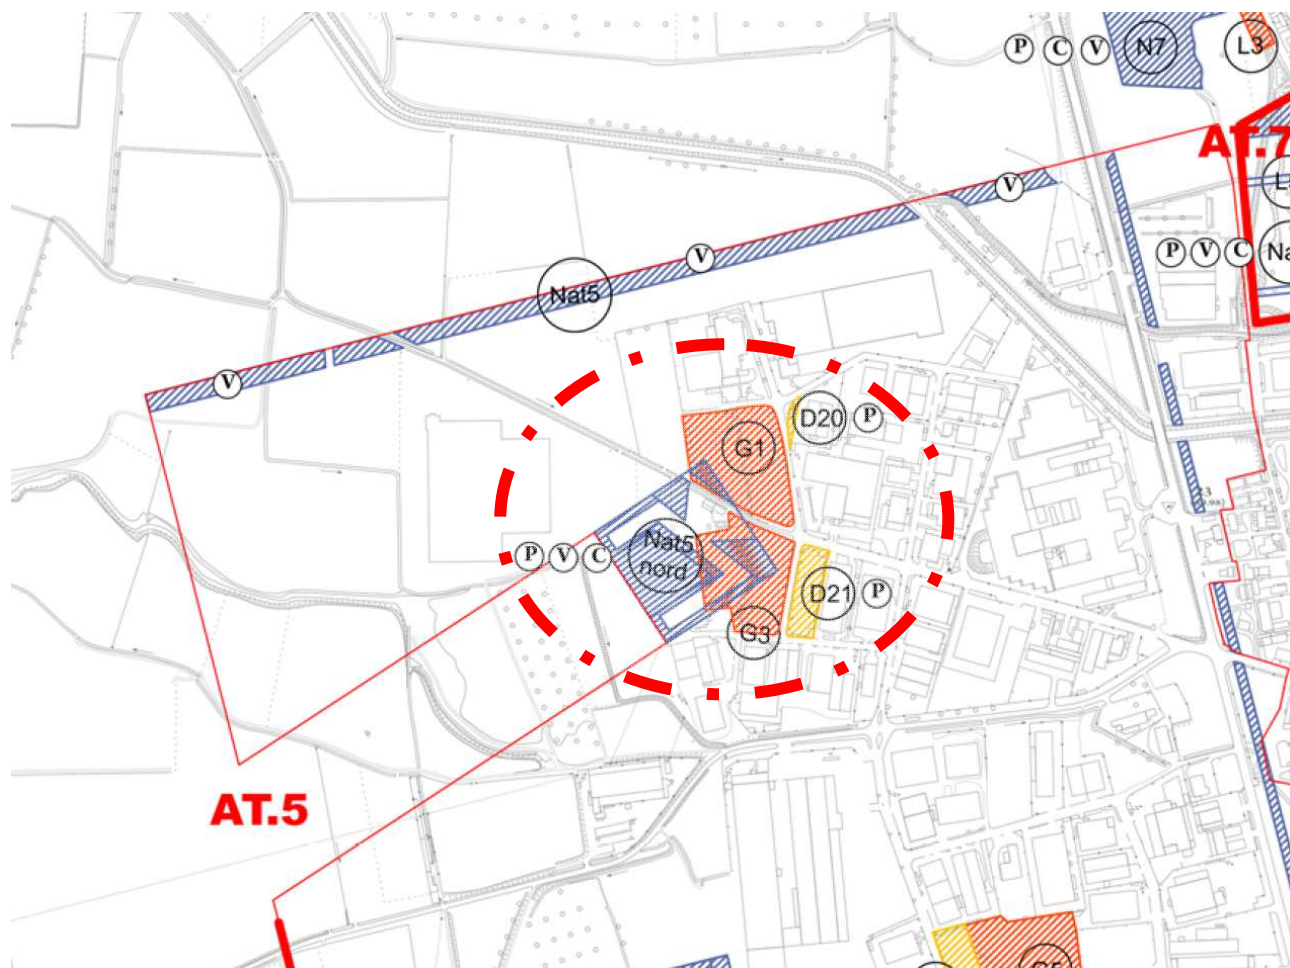 P C V N7 L3
AT.7
V
P V C
V
Nat5
V
D20 P
G1
Nat5
nord
P V C
D21 P
G3
AT.5